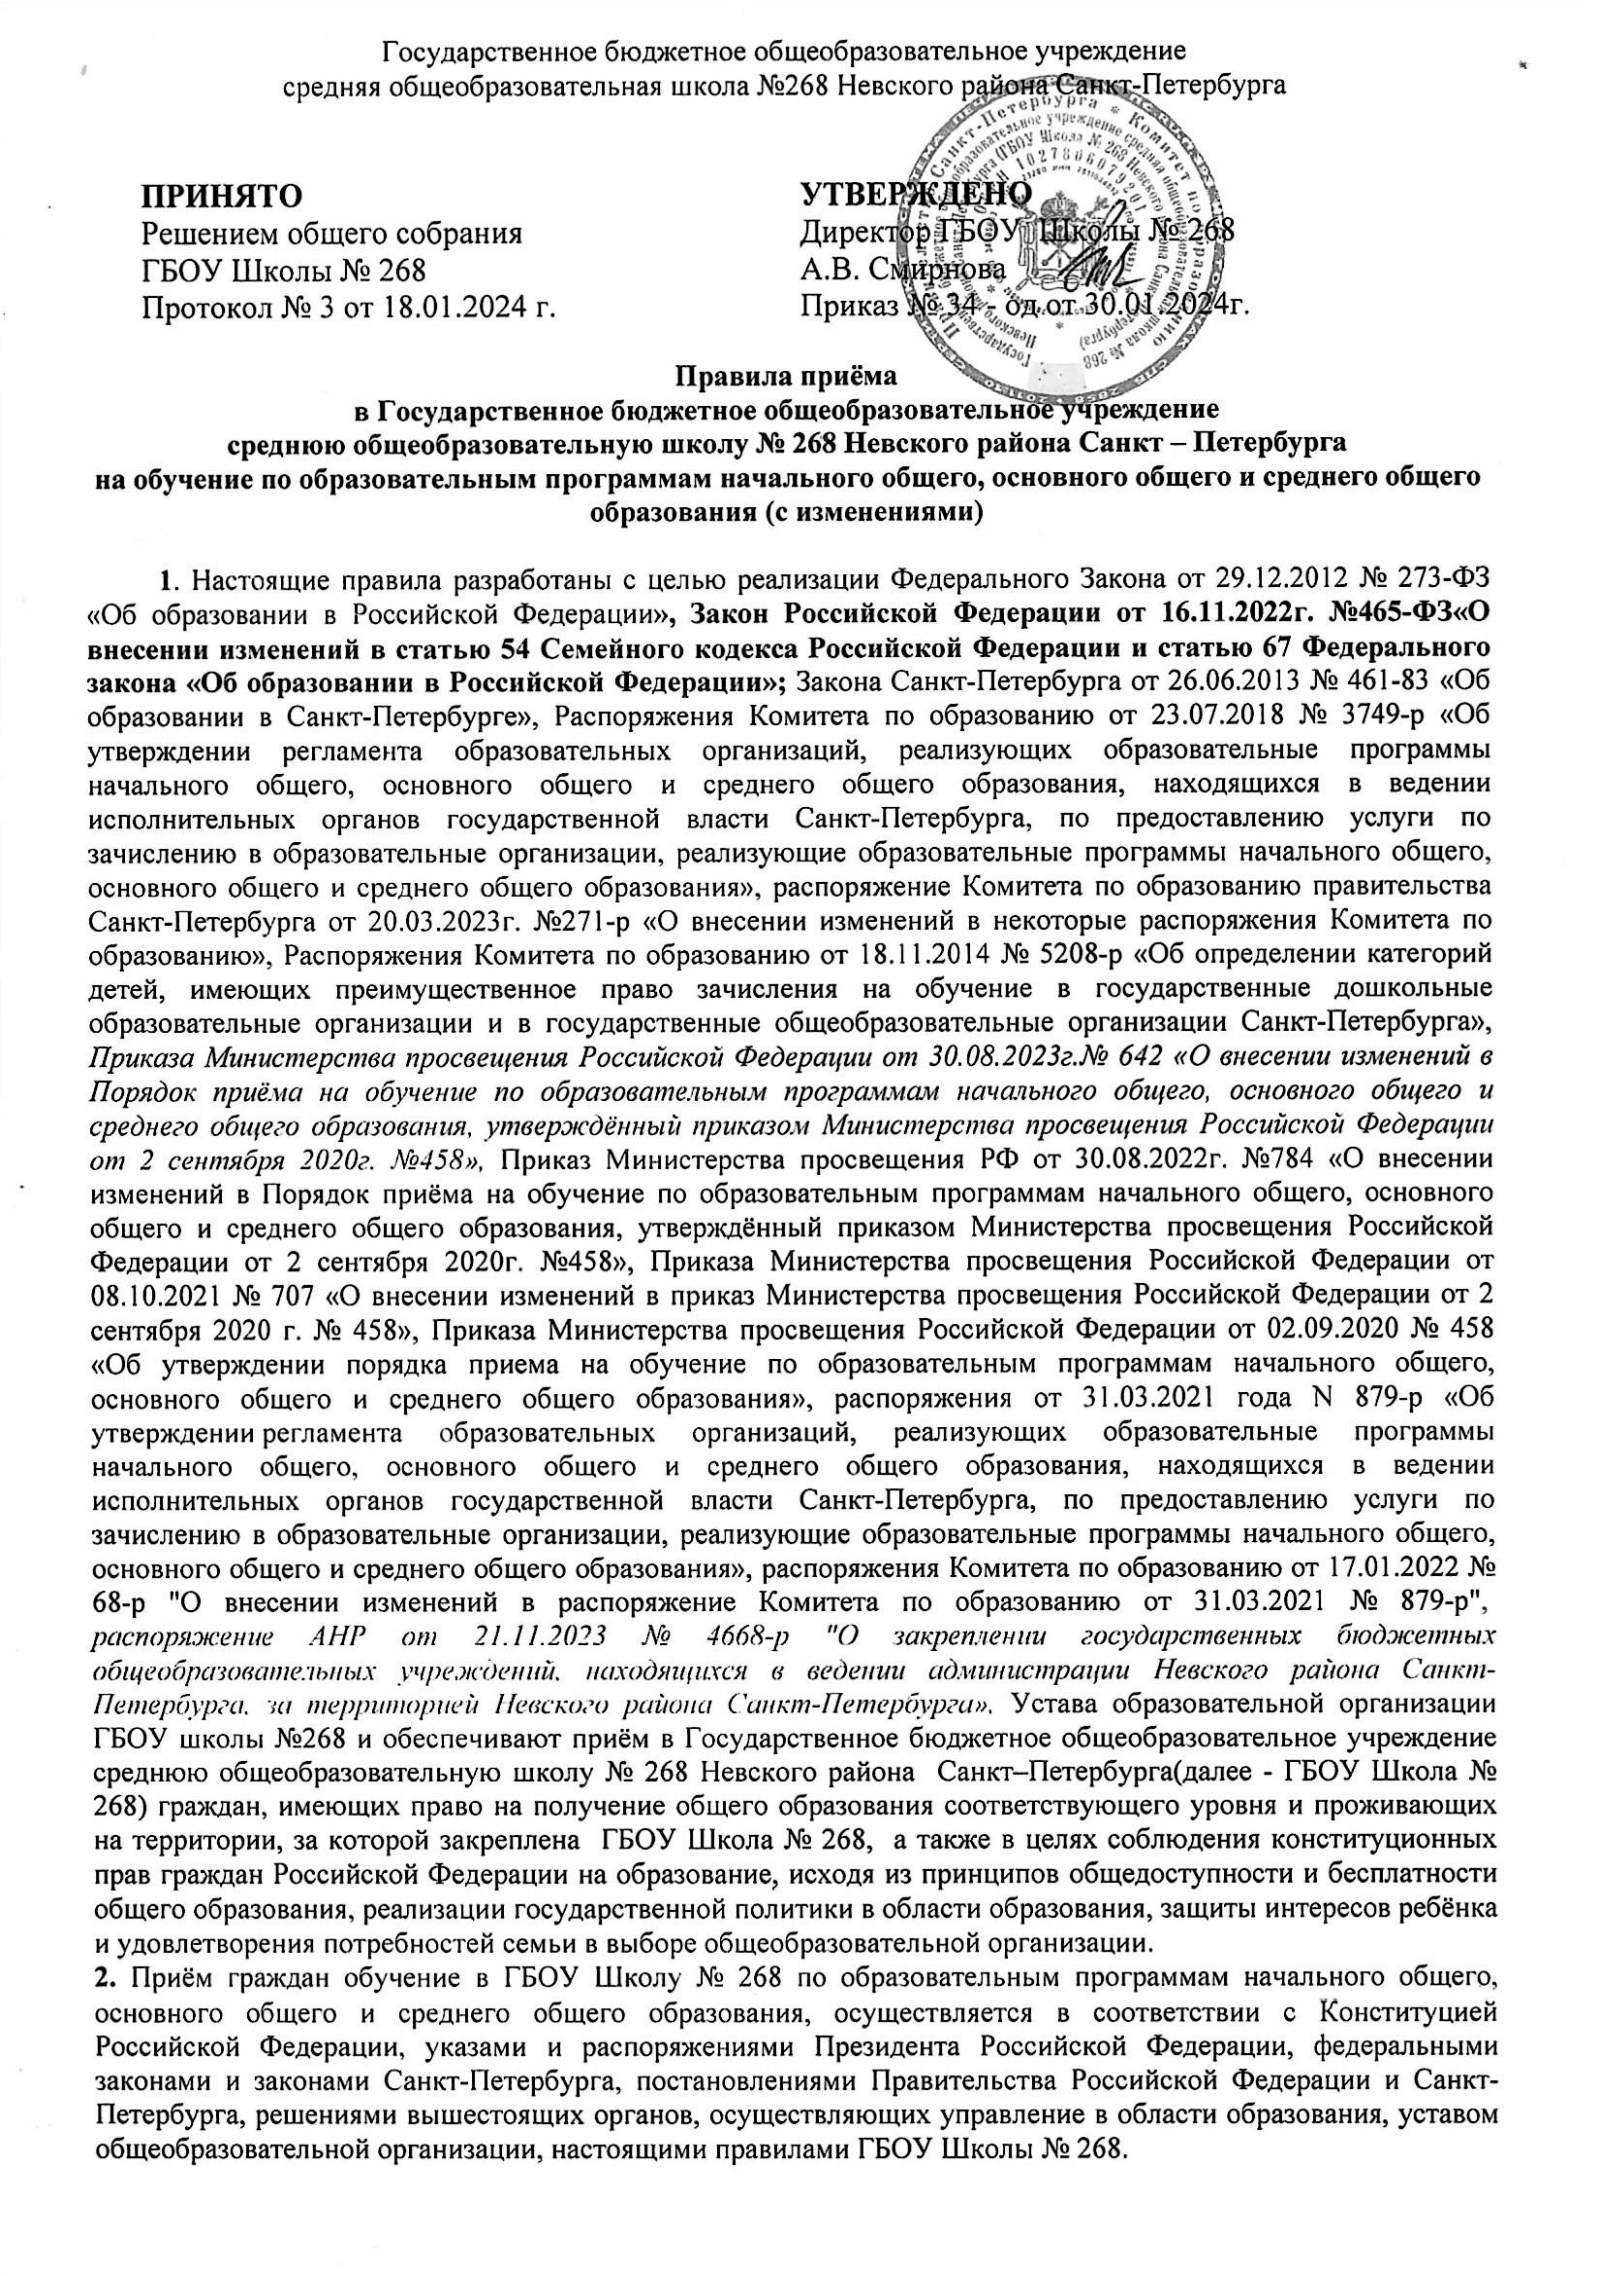 Государственное бюджетное общеобразовательное учреждение
средняя общеобразовательная школа №268 Невского района Санкт-Петербурга
ПРИНЯТО
Решением общего собрания
ГБОУ Школы № 268
Протокол № 3 от 18.01.2024 г.
УТВЕРЖДЕНО
Директор ГБОУ Школы № 268
А.В. Смирнова
Приказ № 34 - од от 30.01.2024г.
Правила приёма
в Государственное бюджетное общеобразовательное учреждение
среднюю общеобразовательную школу № 268 Невского района Санкт – Петербурга
на обучение по образовательным программам начального общего, основного общего и среднего общего
образования (с изменениями)
1. Настоящие правила разработаны с целью реализации Федерального Закона от 29.12.2012 № 273-ФЗ
«Об образовании в Российской Федерации», Закон Российской Федерации от 16.11.2022г. №465-ФЗ«О
внесении изменений в статью 54 Семейного кодекса Российской Федерации и статью 67 Федерального
закона «Об образовании в Российской Федерации»; Закона Санкт-Петербурга от 26.06.2013 № 461-83 «Об
образовании в Санкт-Петербурге», Распоряжения Комитета по образованию от 23.07.2018 № 3749-р «Об
утверждении регламента образовательных организаций, реализующих образовательные программы
начального общего, основного общего и среднего общего образования, находящихся в ведении
исполнительных органов государственной власти Санкт-Петербурга, по предоставлению услуги по
зачислению в образовательные организации, реализующие образовательные программы начального общего,
основного общего и среднего общего образования», распоряжение Комитета по образованию правительства
Санкт-Петербурга от 20.03.2023г. №271-р «О внесении изменений в некоторые распоряжения Комитета по
образованию», Распоряжения Комитета по образованию от 18.11.2014 № 5208-р «Об определении категорий
детей, имеющих преимущественное право зачисления на обучение в государственные дошкольные
образовательные организации и в государственные общеобразовательные организации Санкт-Петербурга»,
Приказа Министерства просвещения Российской Федерации от 30.08.2023г.№ 642 «О внесении изменений в
Порядок приёма на обучение по образовательным программам начального общего, основного общего и
среднего общего образования, утверждённый приказом Министерства просвещения Российской Федерации
от 2 сентября 2020г. №458», Приказ Министерства просвещения РФ от 30.08.2022г. №784 «О внесении
изменений в Порядок приёма на обучение по образовательным программам начального общего, основного
общего и среднего общего образования, утверждённый приказом Министерства просвещения Российской
Федерации от 2 сентября 2020г. №458», Приказа Министерства просвещения Российской Федерации от
08.10.2021 № 707 «О внесении изменений в приказ Министерства просвещения Российской Федерации от 2
сентября 2020 г. № 458», Приказа Министерства просвещения Российской Федерации от 02.09.2020 № 458
«Об утверждении порядка приема на обучение по образовательным программам начального общего,
основного общего и среднего общего образования», распоряжения от 31.03.2021 года N 879-р «Об
утверждении регламента образовательных организаций, реализующих образовательные программы
начального общего, основного общего и среднего общего образования, находящихся в ведении
исполнительных органов государственной власти Санкт-Петербурга, по предоставлению услуги по
зачислению в образовательные организации, реализующие образовательные программы начального общего,
основного общего и среднего общего образования», распоряжения Комитета по образованию от 17.01.2022 №
68-р "О внесении изменений в распоряжение Комитета по образованию от 31.03.2021 № 879-р",
распоряжение АНР от 21.11.2023 № 4668-р "О закреплении государственных бюджетных
общеобразовательных учреждений, находящихся в ведении администрации Невского района Санкт-
Петербурга, за территорией Невского района Санкт-Петербурга», Устава образовательной организации
ГБОУ школы №268 и обеспечивают приём в Государственное бюджетное общеобразовательное учреждение
среднюю общеобразовательную школу № 268 Невского района Санкт–Петербурга(далее - ГБОУ Школа №
268) граждан, имеющих право на получение общего образования соответствующего уровня и проживающих
на территории, за которой закреплена ГБОУ Школа № 268, а также в целях соблюдения конституционных
прав граждан Российской Федерации на образование, исходя из принципов общедоступности и бесплатности
общего образования, реализации государственной политики в области образования, защиты интересов ребёнка
и удовлетворения потребностей семьи в выборе общеобразовательной организации.
2. Приём граждан обучение в ГБОУ Школу № 268 по образовательным программам начального общего,
основного общего и среднего общего образования, осуществляется в соответствии с Конституцией
Российской Федерации, указами и распоряжениями Президента Российской Федерации, федеральными
законами и законами Санкт-Петербурга, постановлениями Правительства Российской Федерации и Санкт-
Петербурга, решениями вышестоящих органов, осуществляющих управление в области образования, уставом
общеобразовательной организации, настоящими правилами ГБОУ Школы № 268.